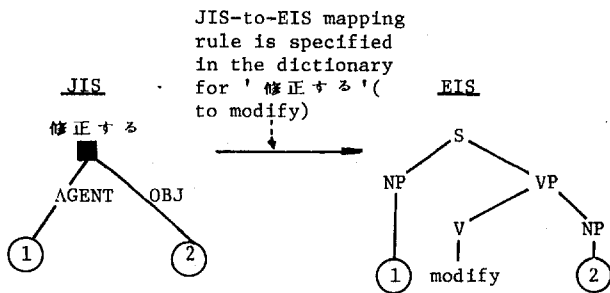 JIS-to-EIS mapping
rule is specified
in the dictionary
for ' 修正する '(
to modify)
JIS
修正する
AGENT
OBJ
1
2
EIS
S
NP
VP
V
NP
1
modify
2